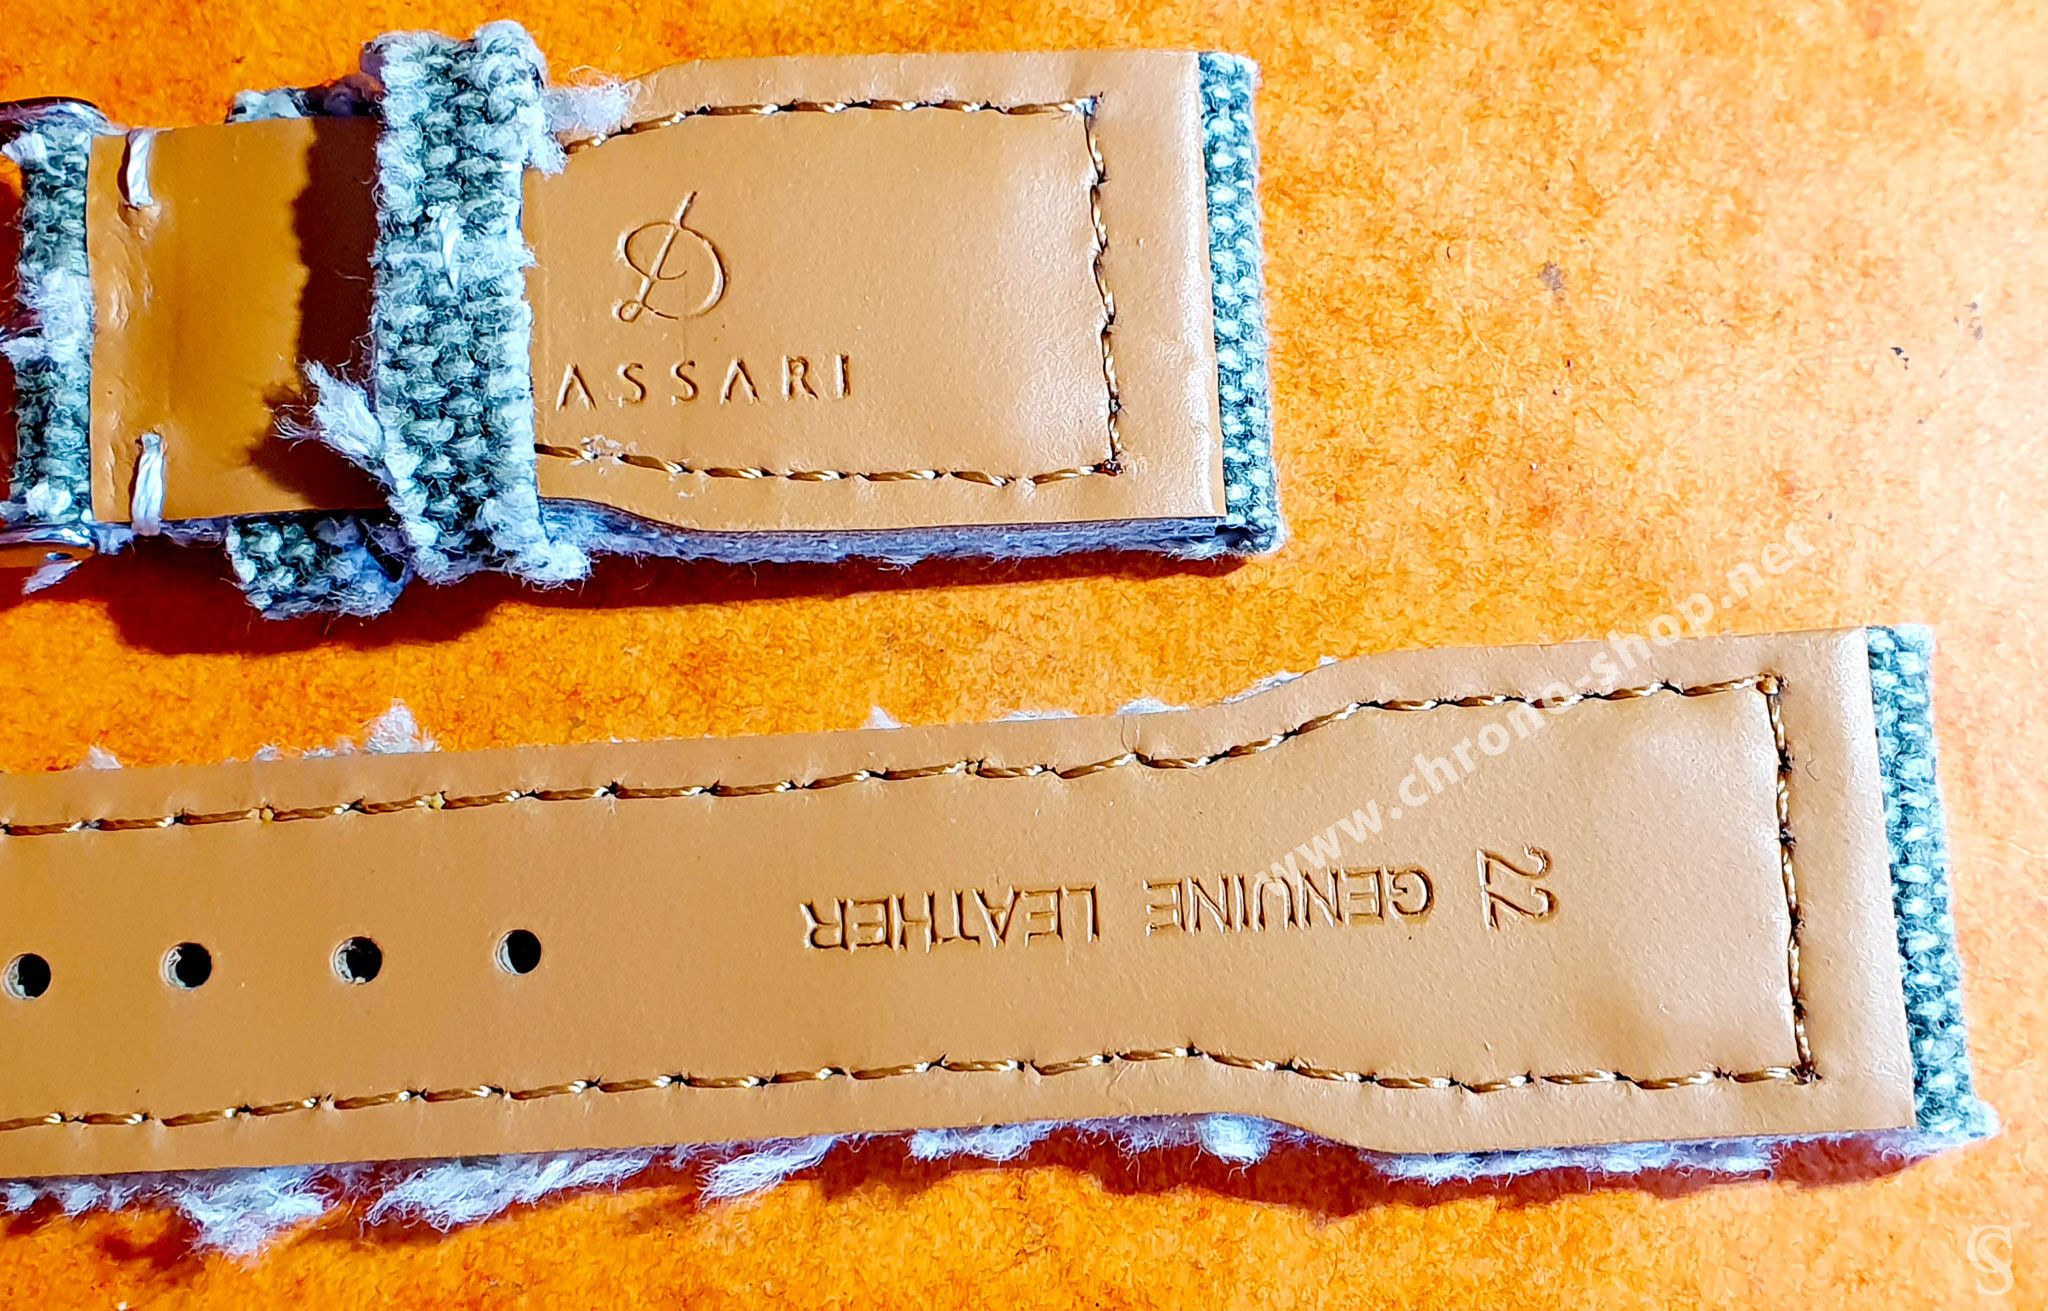 D
ASSARI
www.chrono-shop.net
22 GENUINE LEATHER